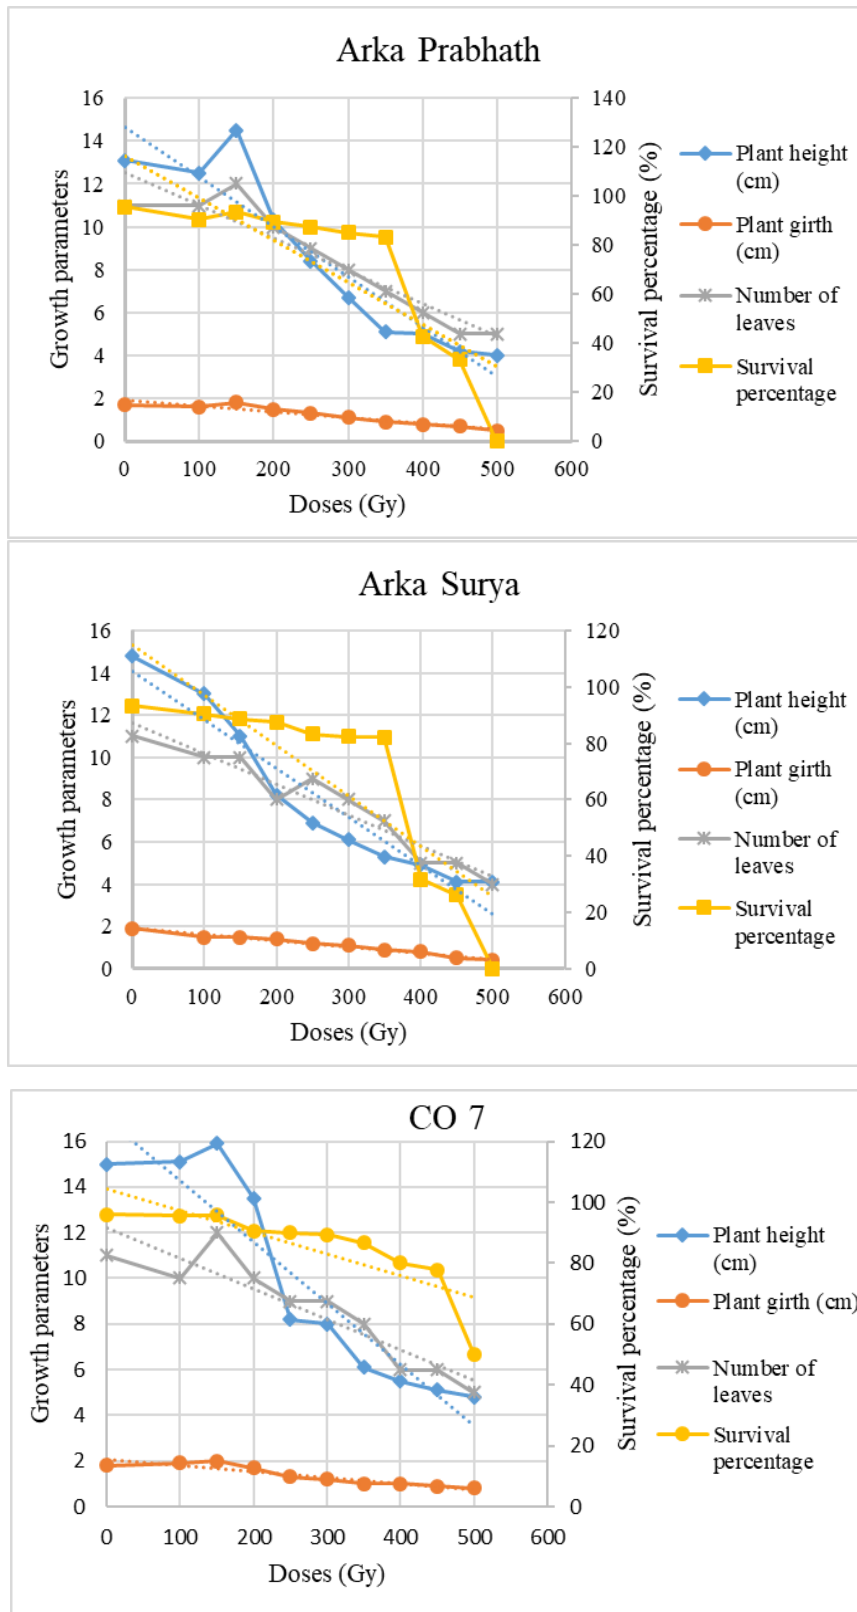 Arka Prabhath
16
14
12
10
8
6
4
2
0
Growth parameters
140
120
100
80
60
40
20
0
Survival percentage (%)
0 100 200 300 400 500 600
Doses (Gy)
Plant height
(cm)
Plant girth
(cm)
Number of
leaves
Survival
percentage
Arka Surya
16
14
12
10
8
6
4
2
0
Growth parameters
120
100
80
60
40
20
0
Survival percentage (%)
0 100 200 300 400 500 600
Doses (Gy)
Plant height
(cm)
Plant girth
(cm)
Number of
leaves
Survival
percentage
CO 7
16
14
12
10
8
6
4
2
0
Growth parameters
120
100
80
60
40
20
0
Survival percentage (%)
0 100 200 300 400 500 600
Doses (Gy)
Plant height
(cm)
Plant girth (cm)
Number of
leaves
Survival
percentage